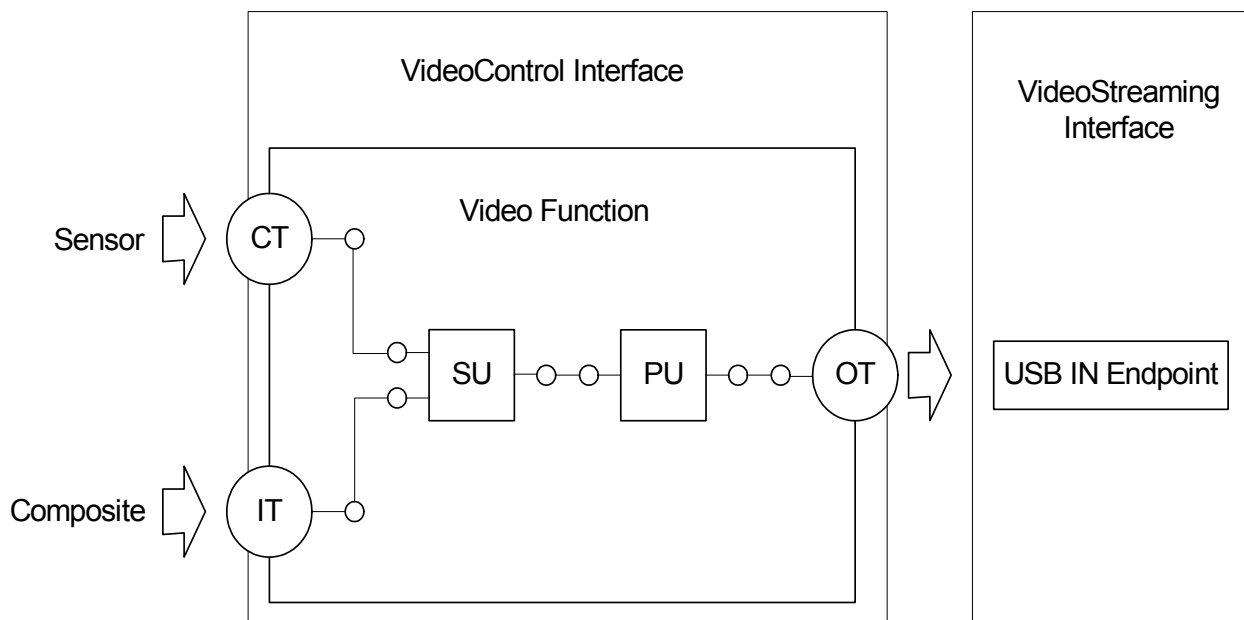 VideoControl Interface
VideoStreaming
Interface
Video Function
Sensor
CT
SU
PU
OT
USB IN Endpoint
Composite
IT